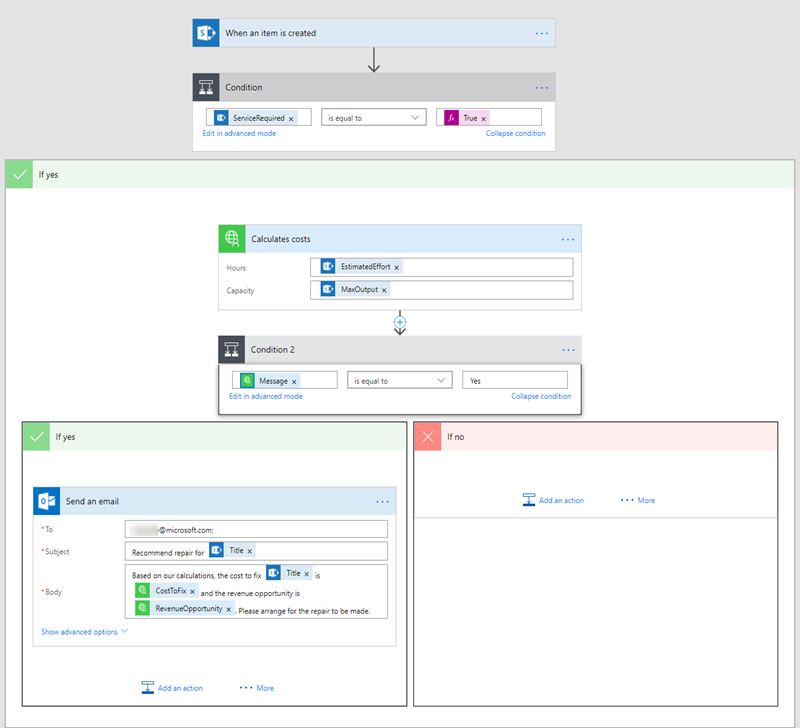 When an item is created
Condition
ServiceRequired x is equal to True x
Edit in advanced mode Collapse condition
If yes
Calculates costs
Hours EstimatedEffort x
Capacity MaxOutput x
Condition 2
Message x is equal to Yes
Edit in advanced mode Collapse condition
If yes
Send an email
* To @microsoft.com;
* Subject Recommend repair for Title x
* Body Based on our calculations, the cost to fix Title x is
CostToFix x and the revenue opportunity is
RevenueOpportunity x . Please arrange for the repair to be made.
Show advanced options
Add an action ... More
If no
Add an action ... More